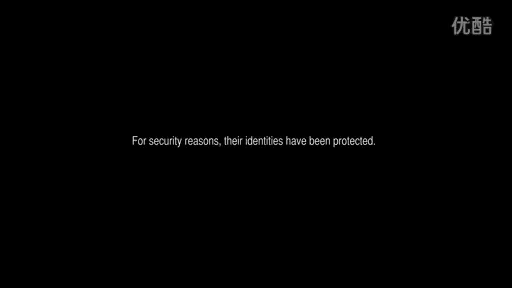 优酷
For security reasons, their identities have been protected.